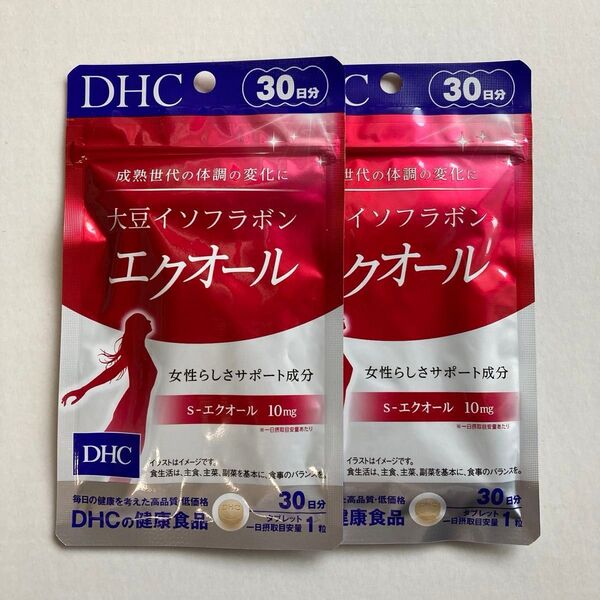 DHC
30日分
成熟世代の体調の変化に
大豆イソフラボン
エクオール
女性らしさサポート成分
S-エクオール 10mg
※一日摂取目安量あたり
イラストはイメージです。
食生活は、主食、主菜、副菜を基本に、食事のバランスを。
DHC
毎日の健康を考えた高品質・低価格
DHCの健康食品
DHC
30日分
タブレット
一日摂取目安量 1粒
DHC
30日分
世代の体調の変化に
イソフラボン
クオール
女性らしさサポート成分
S-エクオール 10mg
※一日摂取目安量あたり
イメージです。
主食、主菜、副菜を基本に、食事のバランスを。
高品質・低価格
康食品
30日分
タブレット
一日摂取目安量 1粒